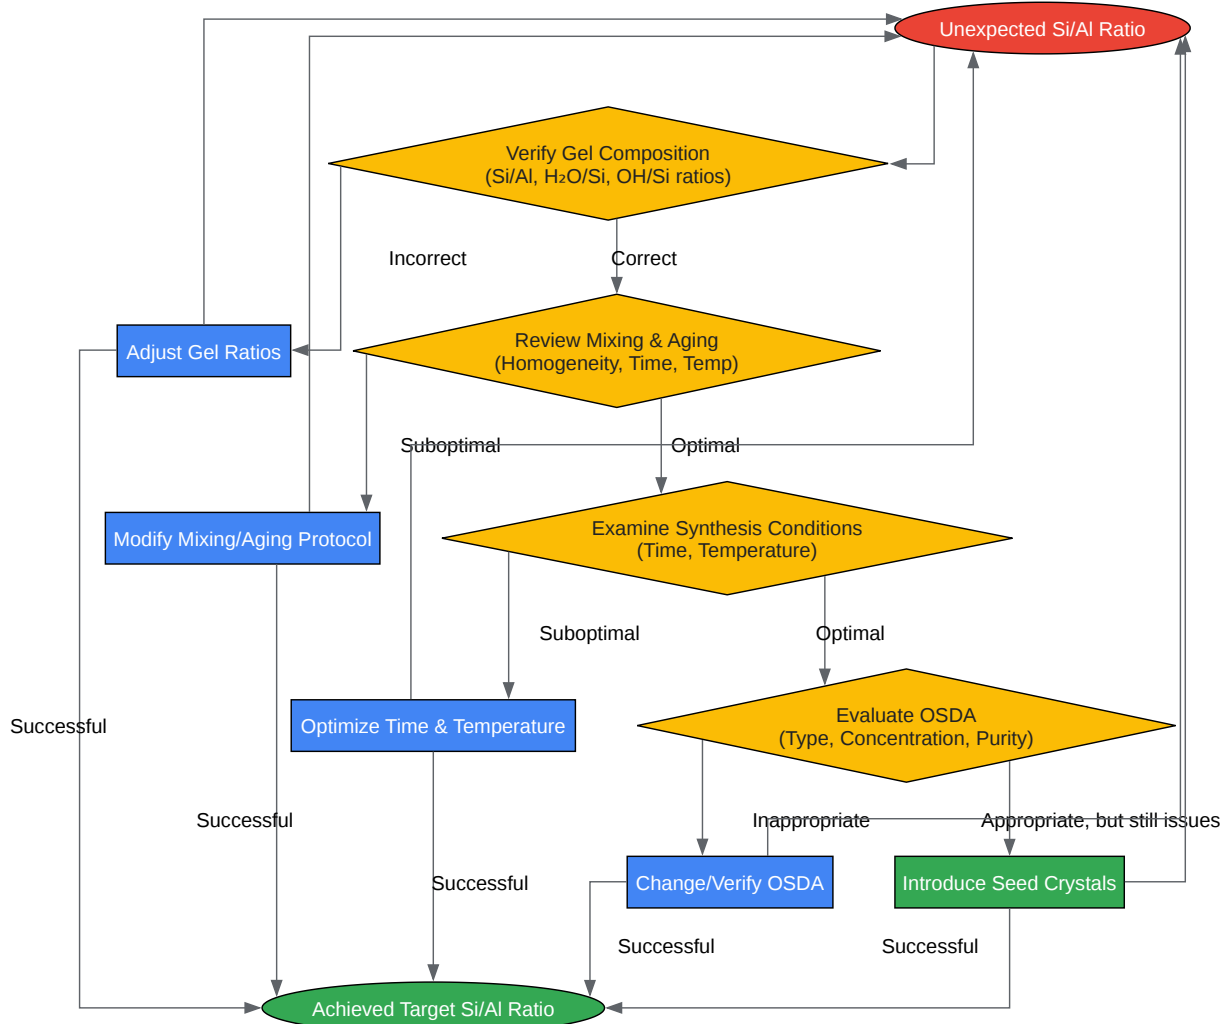 Unexpected Si/Al Ratio
Verify Gel Composition
(Si/Al, H₂O/Si, OH/Si ratios)
Incorrect
Correct
Adjust Gel Ratios
Review Mixing & Aging
(Homogeneity, Time, Temp)
Suboptimal
Optimal
Modify Mixing/Aging Protocol
Examine Synthesis Conditions
(Time, Temperature)
Suboptimal
Optimal
Successful
Optimize Time & Temperature
Evaluate OSDA
(Type, Concentration, Purity)
Successful
Inappropriate
Appropriate, but still issues
Successful
Change/Verify OSDA
Introduce Seed Crystals
Successful
Successful
Achieved Target Si/Al Ratio